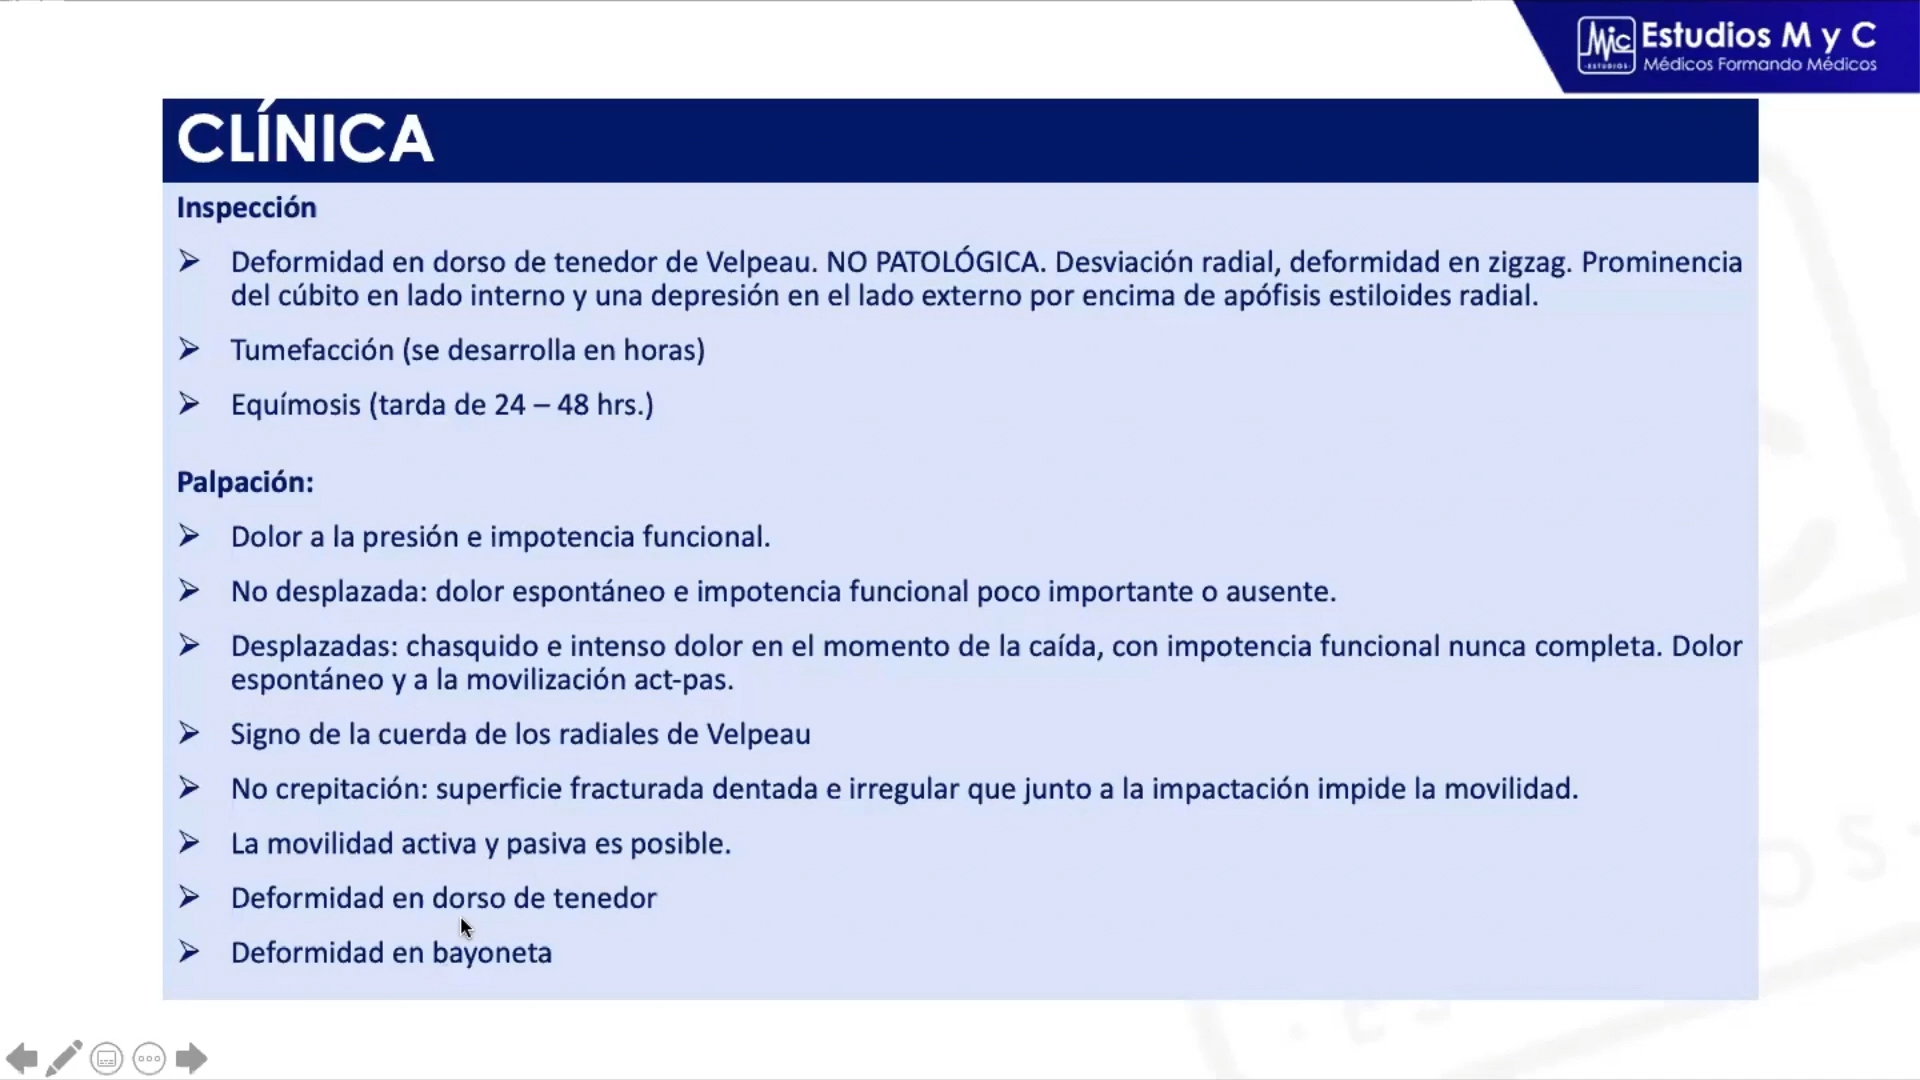 Estudios M y C
Mic
-ESTUDIOS-
Médicos Formando Médicos
CLÍNICA
Inspección
Deformidad en dorso de tenedor de Velpeau. NO PATOLÓGICA. Desviación radial, deformidad en zigzag. Prominencia
del cúbito en lado interno y una depresión en el lado externo por encima de apófisis estiloides radial.
Tumefacción (se desarrolla en horas)
Equímosis (tarda de 24 – 48 hrs.)
Palpación:
Dolor a la presión e impotencia funcional.
No desplazada: dolor espontáneo e impotencia funcional poco importante o ausente.
Desplazadas: chasquido e intenso dolor en el momento de la caída, con impotencia funcional nunca completa. Dolor
espontáneo y a la movilización act-pas.
Signo de la cuerda de los radiales de Velpeau
No crepitación: superficie fracturada dentada e irregular que junto a la impactación impide la movilidad.
La movilidad activa y pasiva es posible.
Deformidad en dorso de tenedor
Deformidad en bayoneta